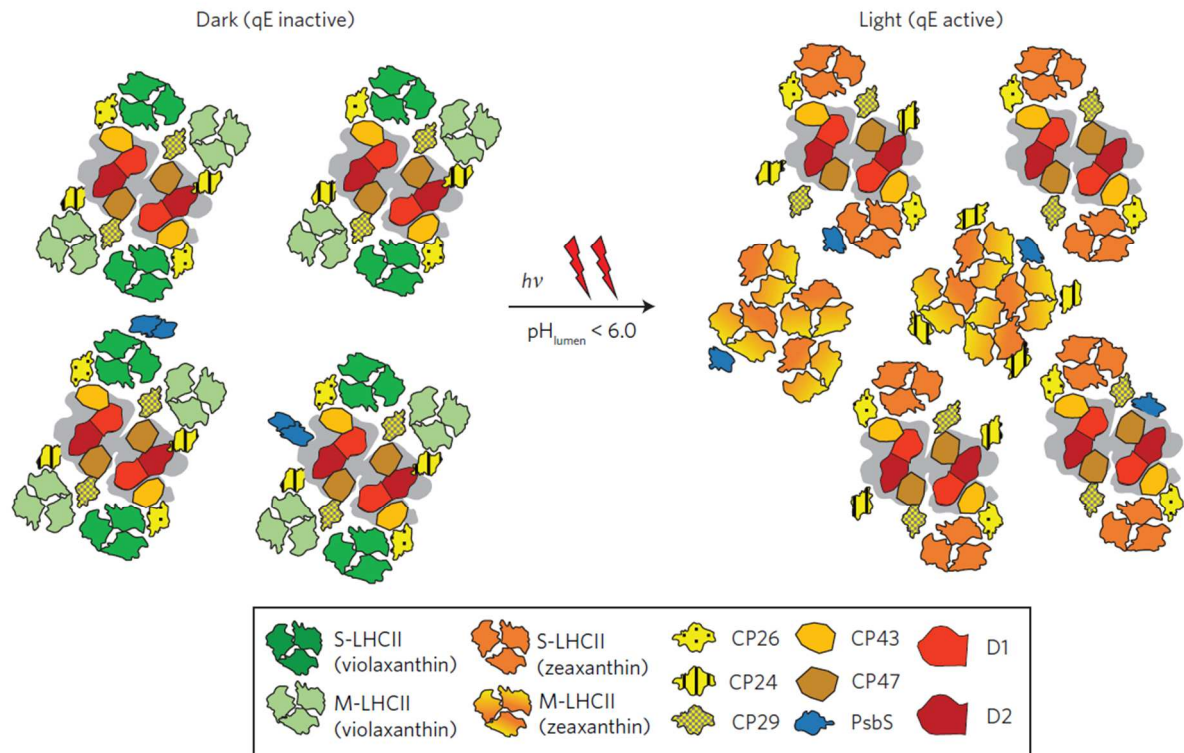 Dark (qE inactive)
Light (qE active)
hν
pHlumen < 6.0
S-LHCII
(violaxanthin)
M-LHCII
(violaxanthin)
S-LHCII
(zeaxanthin)
M-LHCII
(zeaxanthin)
CP26
CP24
CP29
CP43
CP47
PsbS
D1
D2